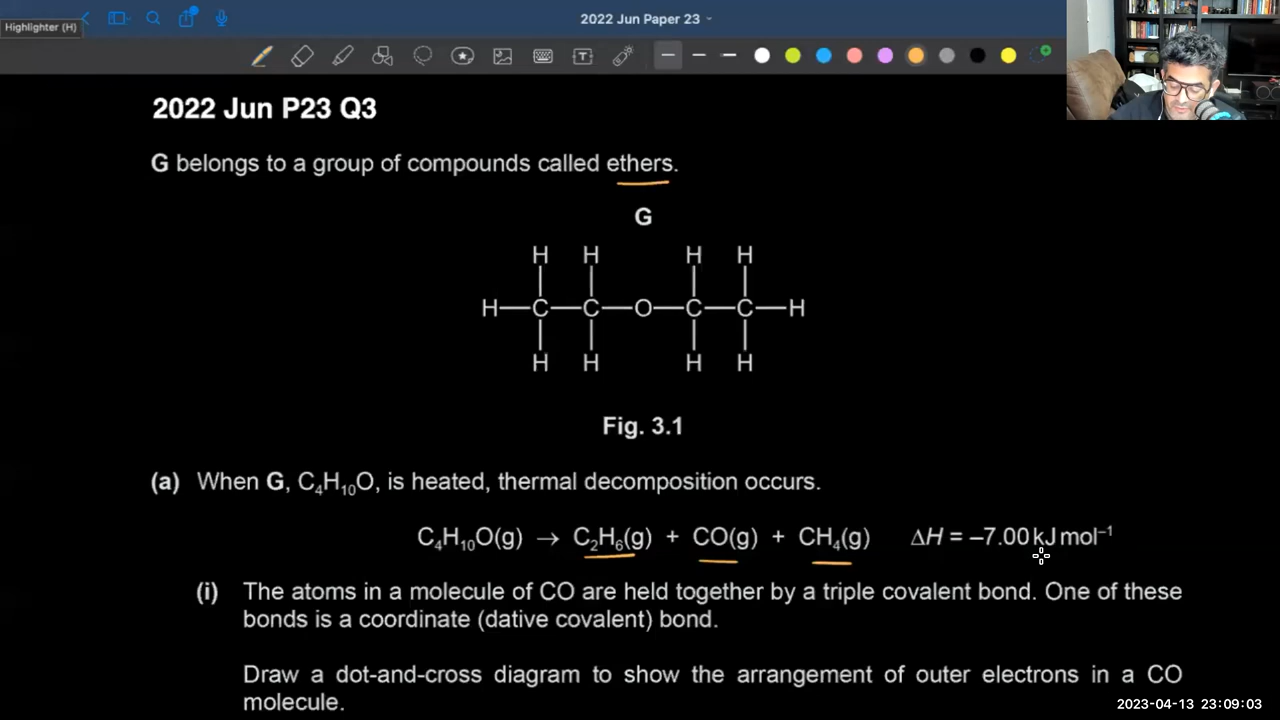 Highlighter (H)
2022 Jun Paper 23
2022 Jun P23 Q3
G belongs to a group of compounds called ethers.
G
H H H H
H—C—C—O—C—C—H
H H H H
Fig. 3.1
(a) When G, C₄H₁₀O, is heated, thermal decomposition occurs.
C₄H₁₀O(g) → C₂H₆(g) + CO(g) + CH₄(g) ΔH = –7.00 kJ mol⁻¹
(i) The atoms in a molecule of CO are held together by a triple covalent bond. One of these
bonds is a coordinate (dative covalent) bond.
Draw a dot-and-cross diagram to show the arrangement of outer electrons in a CO
molecule.
2023-04-13 23:09:03